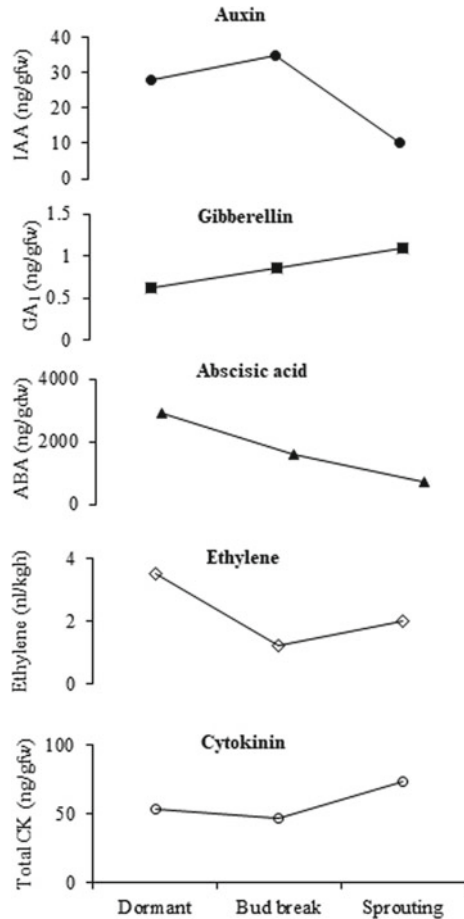 Auxin
IAA (ng/gfw)
40
30
20
10
0
Gibberellin
GA₁ (ng/gfw)
1.5
1
0.5
0
Abscisic acid
ABA (ng/gdw)
4000
2000
0
Ethylene
Ethylene (nl/kgh)
4
2
0
Cytokinin
Total CK (ng/gfw)
100
50
0
Dormant Bud break Sprouting